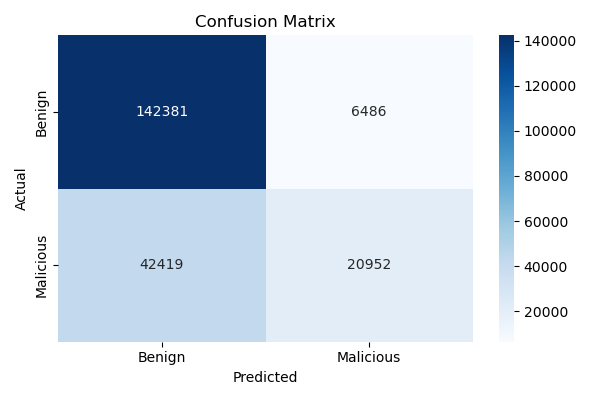 Confusion Matrix
Actual
Benign
142381
6486
Malicious
42419
20952
Benign
Malicious
Predicted
140000
120000
100000
80000
60000
40000
20000